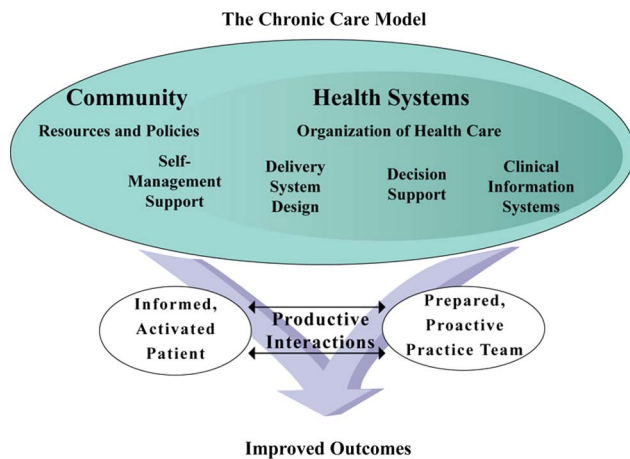 The Chronic Care Model
Community
Health Systems
Resources and Policies
Organization of Health Care
Self-
Management
Support
Delivery
System
Design
Decision
Support
Clinical
Information
Systems
Informed,
Activated
Patient
Productive
Interactions
Prepared,
Proactive
Practice Team
Improved Outcomes